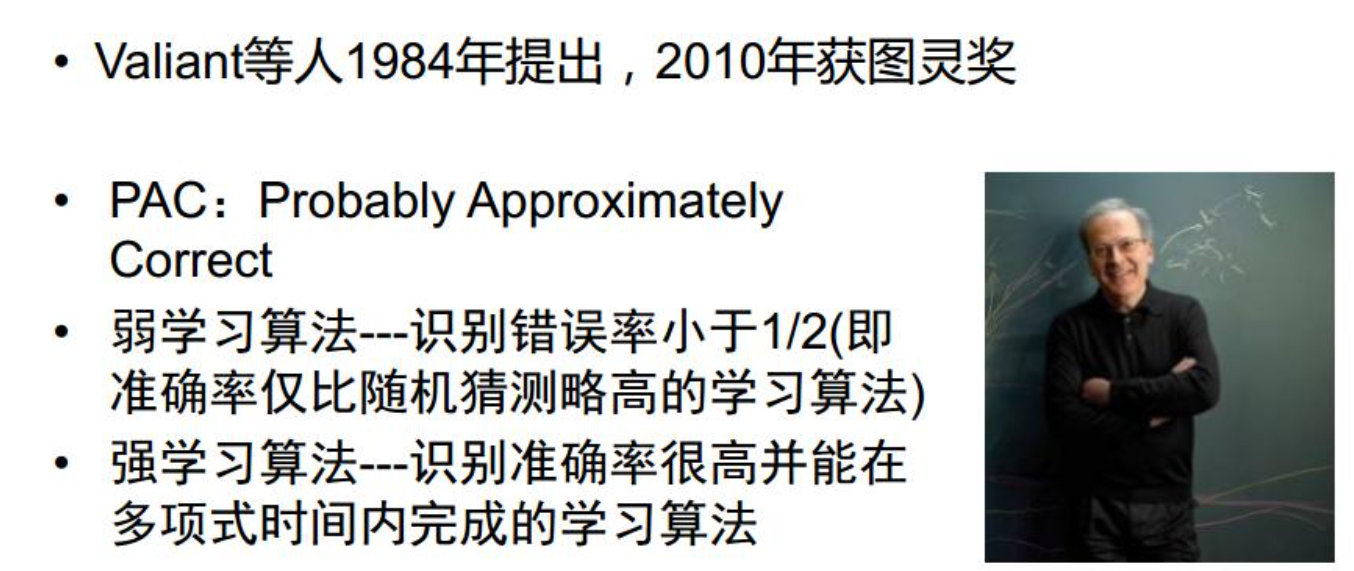 • Valiant等人1984年提出，2010年获图灵奖
• PAC：Probably Approximately
Correct
• 弱学习算法---识别错误率小于1/2(即
准确率仅比随机猜测略高的学习算法)
• 强学习算法---识别准确率很高并能在
多项式时间内完成的学习算法